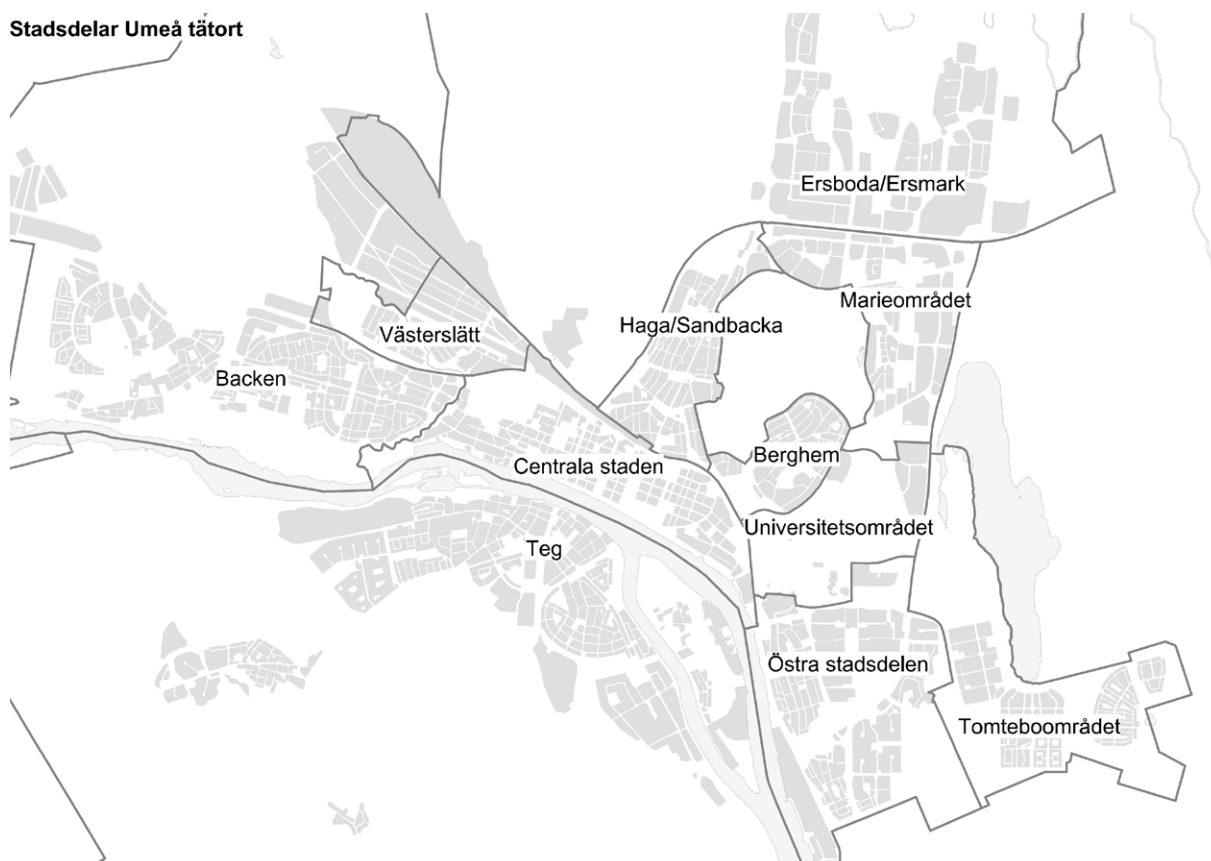 Stadsdelar Umeå tätort
Ersboda/Ersmark
Marieområdet
Haga/Sandbacka
Västerslätt
Backen
Berghem
Centrala staden
Universitetsområdet
Teg
Östra stadsdelen
Tomteboområdet